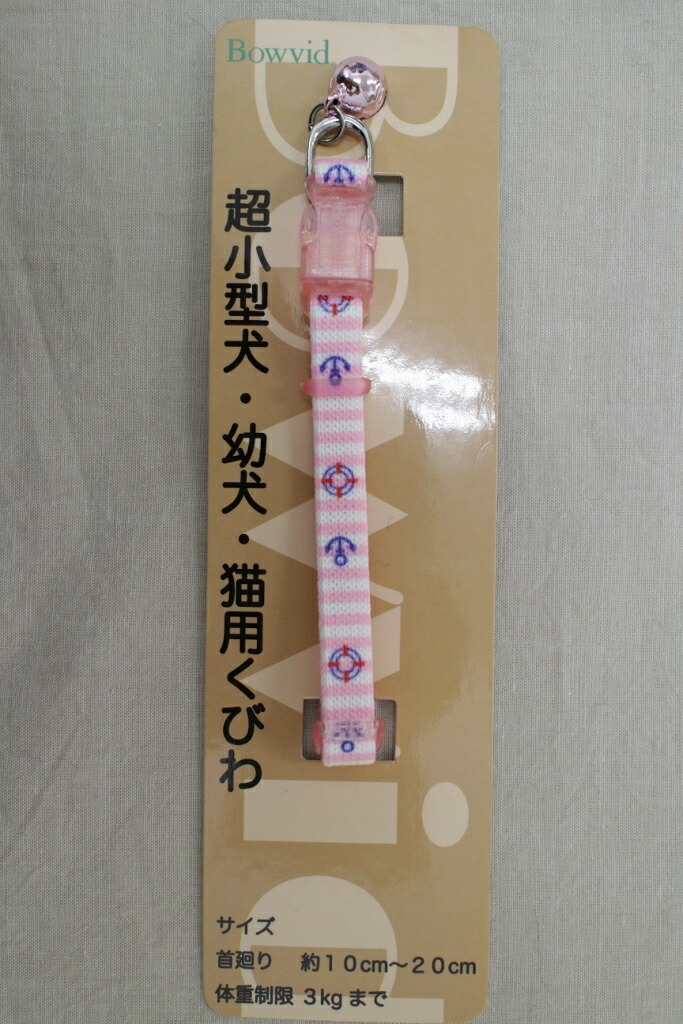 Bowvid
超小型犬・幼犬・猫用くびわ
サイズ
首廻り 約10cm～20cm
体重制限 3kgまで
Bowvid